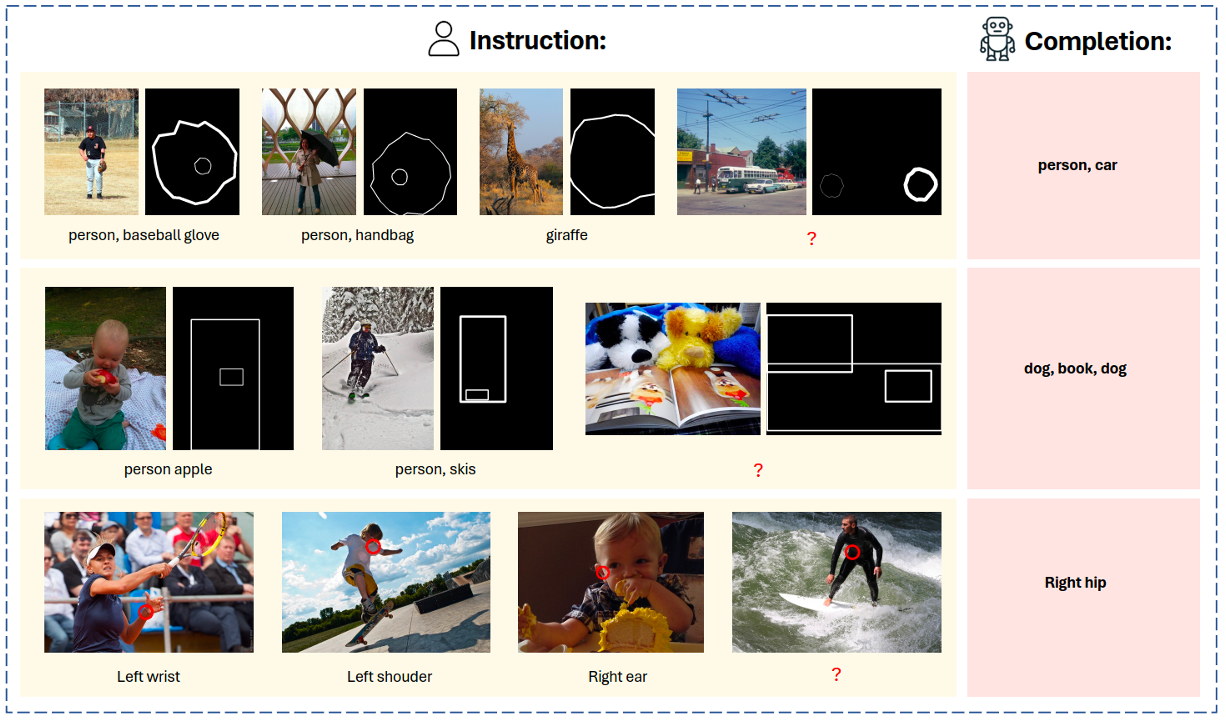 Instruction:
Completion:
person, baseball glove
person, handbag
giraffe
?
person, car
person apple
person, skis
?
dog, book, dog
Left wrist
Left shouder
Right ear
?
Right hip